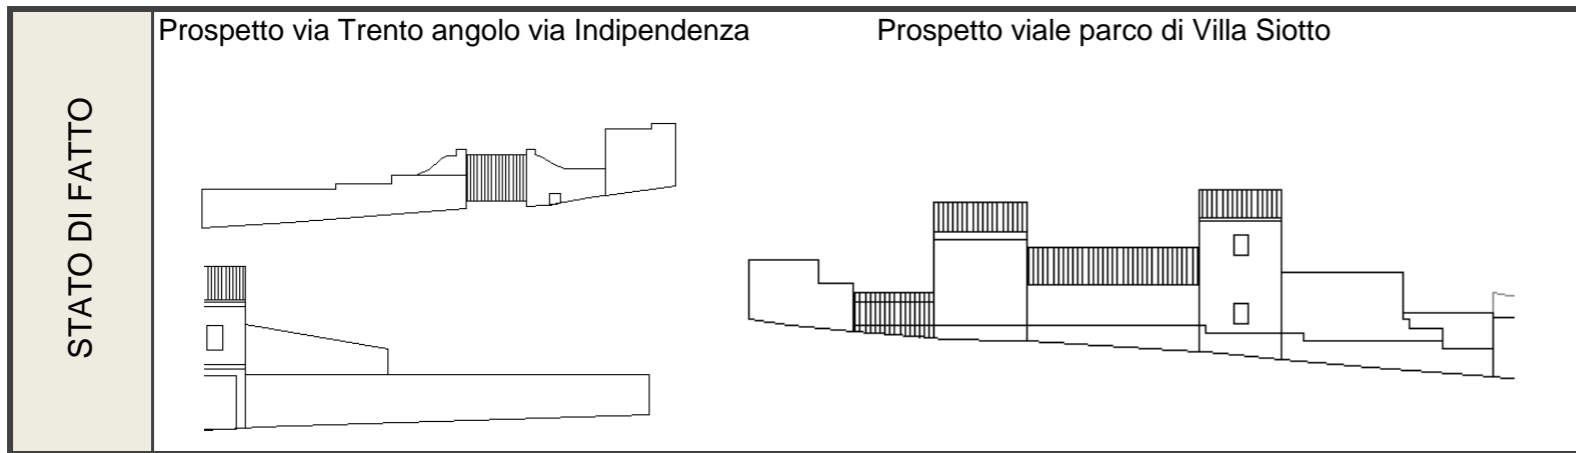 Prospetto via Trento angolo via Indipendenza
Prospetto viale parco di Villa Siotto
STATO DI FATTO